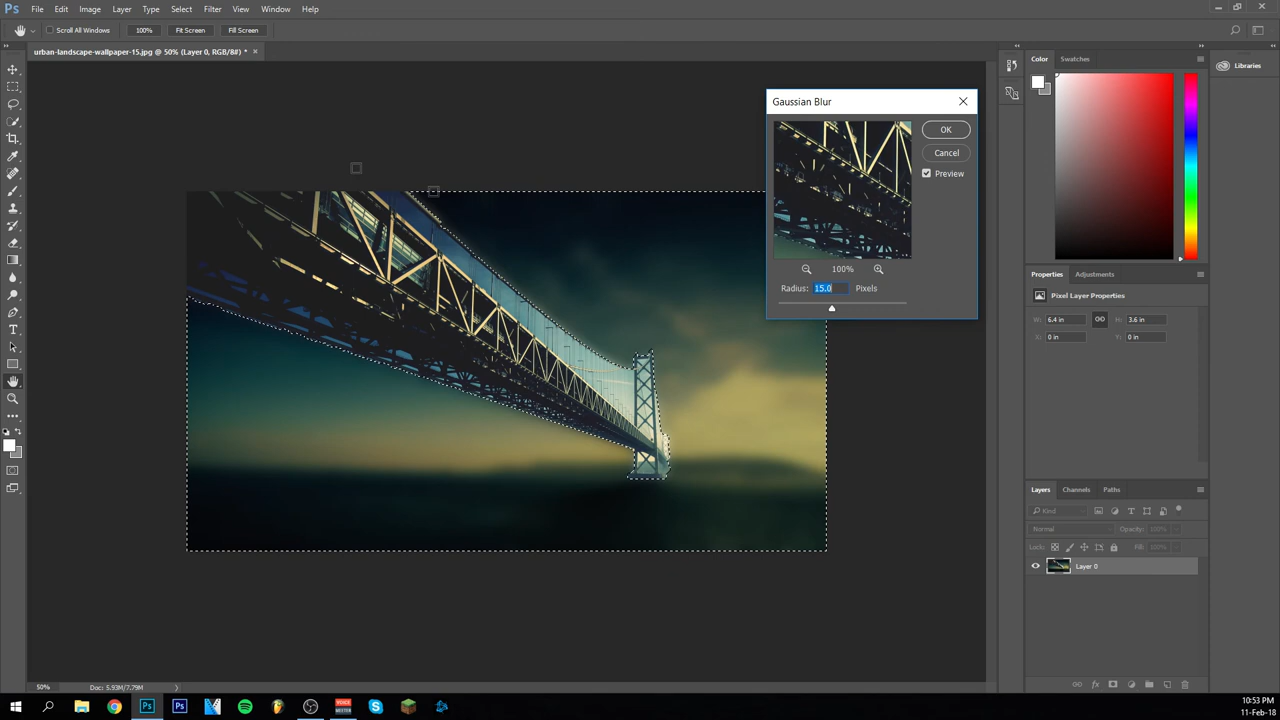 Ps File Edit Image Layer Type Select Filter View Window Help
Scroll All Windows 100% Fit Screen Fill Screen
urban-landscape-wallpaper-15.jpg @ 50% (Layer 0, RGB/8#) * ×
Color Swatches
Libraries
Gaussian Blur
OK
Cancel
Preview
100%
Radius: 15.0 Pixels
Properties Adjustments
Pixel Layer Properties
W: 6.4 in H: 3.6 in
X: 0 in Y: 0 in
Layers Channels Paths
Kind
Normal Opacity: 100%
Lock: Fill: 100%
Layer 0
50% Doc: 5.93M/7.79M
Ps Ps VOICE MEETER
10:53 PM
11-Feb-18